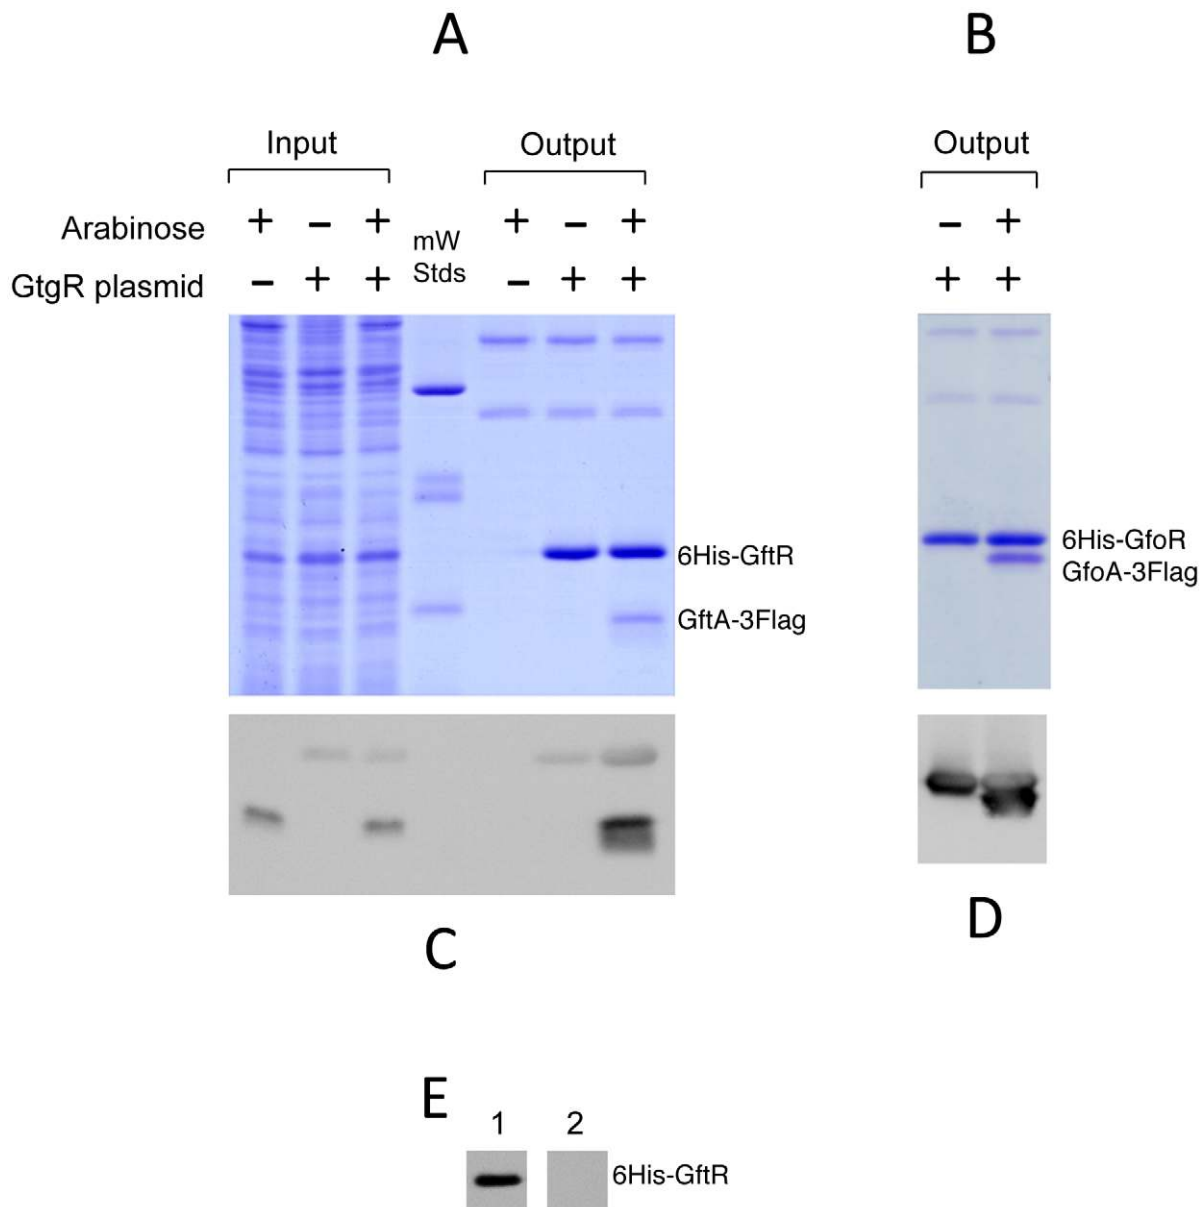 A
B
Input
Output
Output
Arabinose
+ – +
mW
Stds
+ – +
– +
GtgR plasmid
– + +
– + +
+ +
6His-GftR
GftA-3Flag
6His-GfoR
GfoA-3Flag
C
D
E
1 2
6His-GftR